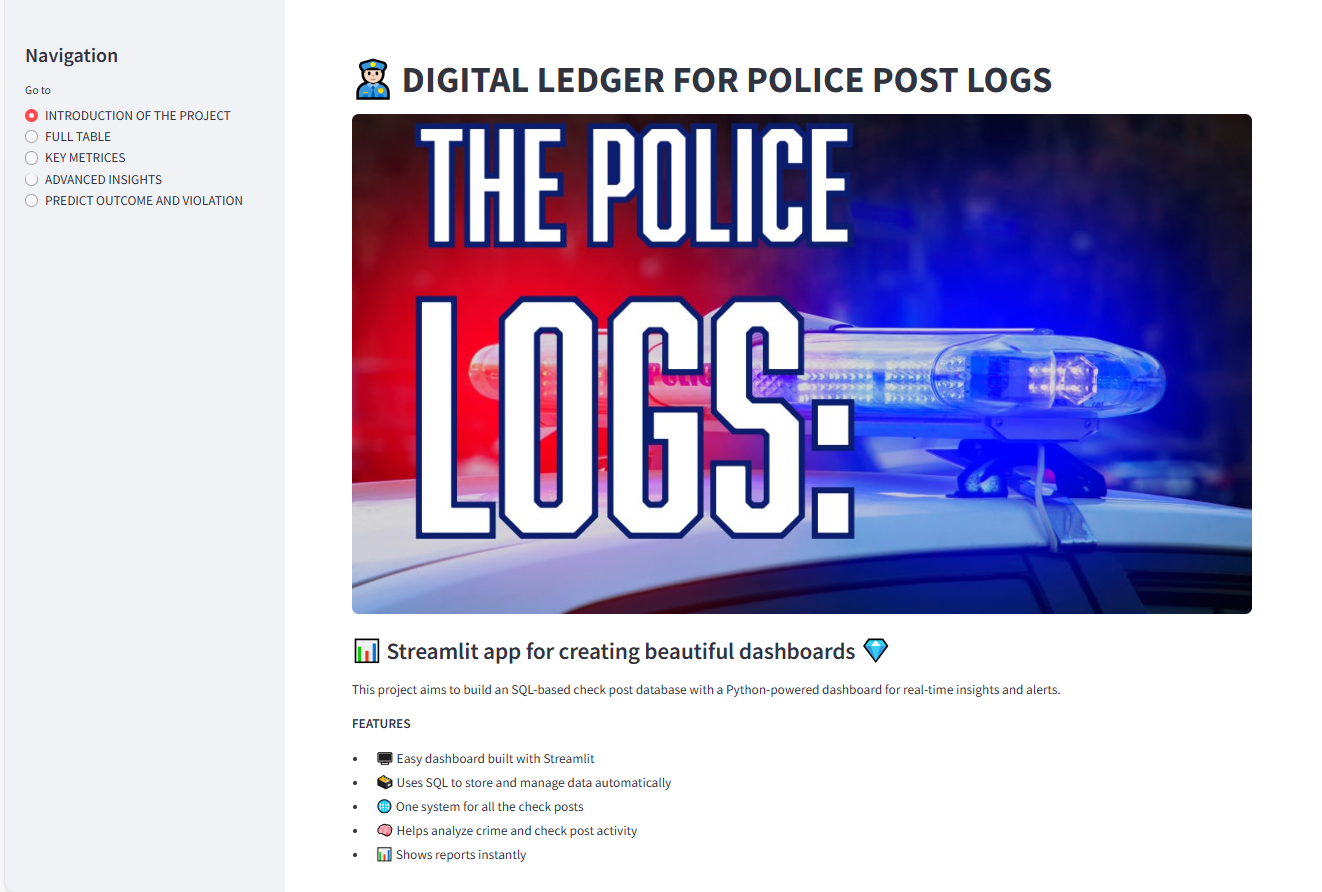 Navigation
Go to
INTRODUCTION OF THE PROJECT
FULL TABLE
KEY METRICES
ADVANCED INSIGHTS
PREDICT OUTCOME AND VIOLATION
DIGITAL LEDGER FOR POLICE POST LOGS
THE POLICE
LOGS:
Streamlit app for creating beautiful dashboards
This project aims to build an SQL-based check post database with a Python-powered dashboard for real-time insights and alerts.
FEATURES
Easy dashboard built with Streamlit
Uses SQL to store and manage data automatically
One system for all the check posts
Helps analyze crime and check post activity
Shows reports instantly